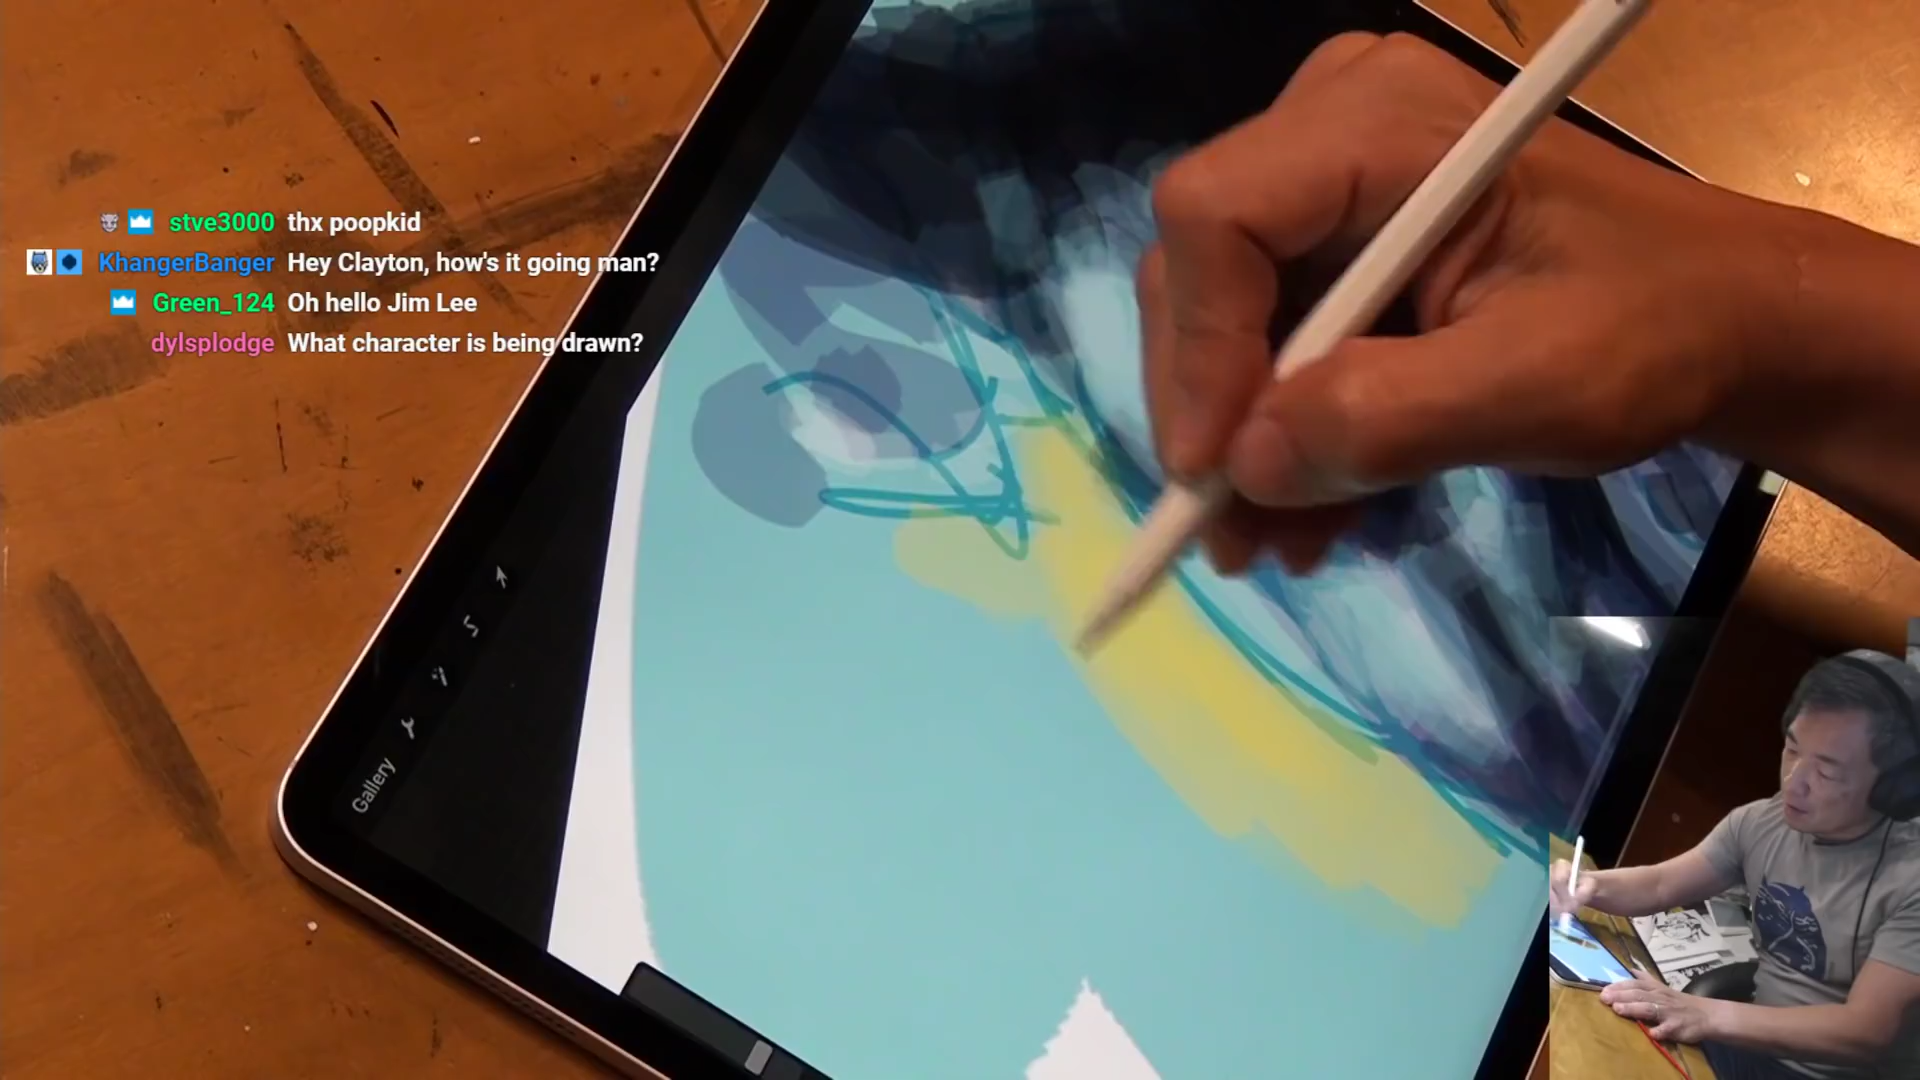 stve3000 thx poopkid
KhangerBanger Hey Clayton, how's it going man?
Green_124 Oh hello Jim Lee
dylsplodge What character is being drawn?
Gallery